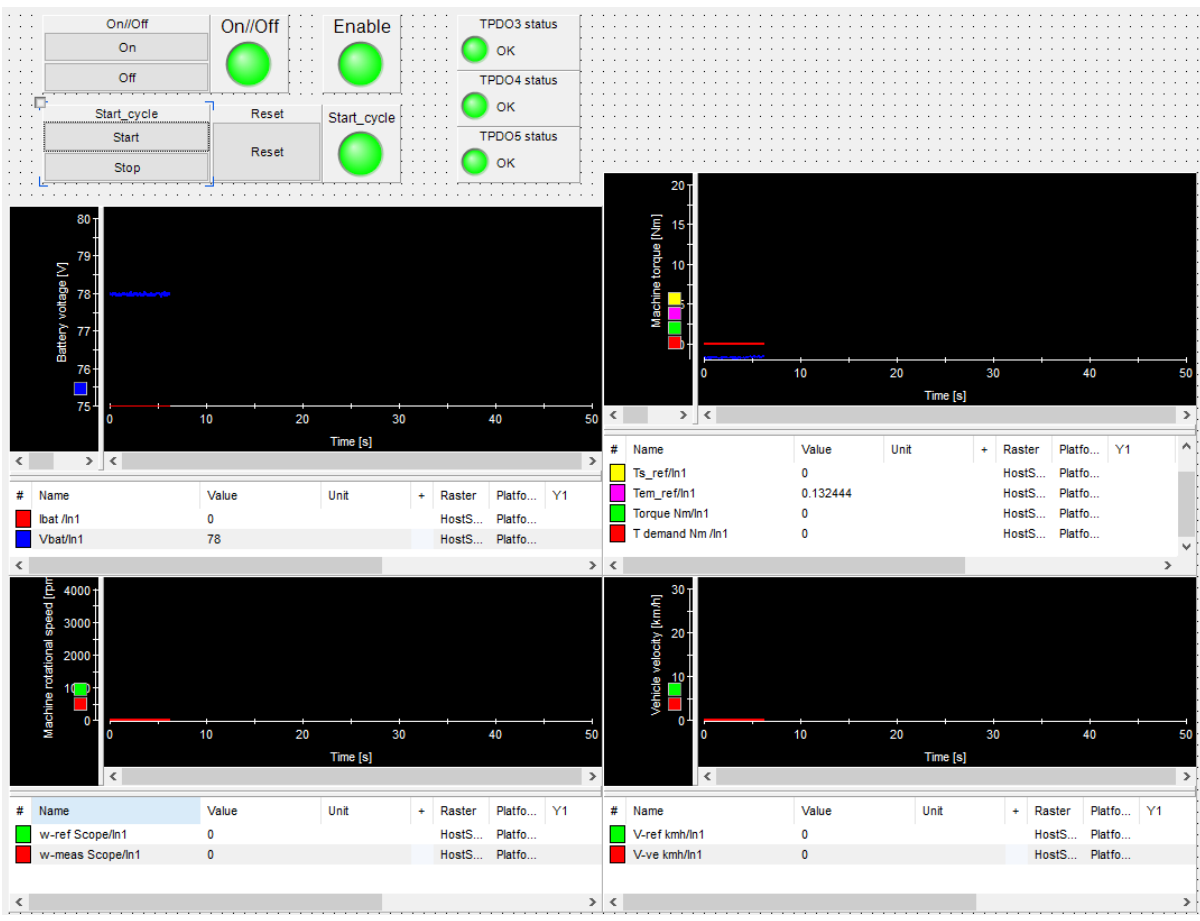 On//Off On//Off Enable TPDO3 status
On OK
Off TPDO4 status
OK
Start_cycle Reset Start_cycle
Start TPDO5 status
Reset OK
Stop
80
79
78
77
76
75
Battery voltage [V]
0 10 20 30 40 50
Time [s]
# Name Value Unit + Raster Platfo... Y1
Ibat /In1 0 HostS... Platfo...
Vbat/In1 78 HostS... Platfo...
20
15
10
5
0
Machine torque [Nm]
0 10 20 30 40 50
Time [s]
# Name Value Unit + Raster Platfo... Y1
Ts_ref/In1 0 HostS... Platfo...
Tem_ref/In1 0.132444 HostS... Platfo...
Torque Nm/In1 0 HostS... Platfo...
T demand Nm /In1 0 HostS... Platfo...
4000
3000
2000
1000
0
Machine rotational speed [rpm
0 10 20 30 40 50
Time [s]
# Name Value Unit + Raster Platfo... Y1
w-ref Scope/In1 0 HostS... Platfo...
w-meas Scope/In1 0 HostS... Platfo...
30
20
10
0
Vehicle velocity [km/h]
0 10 20 30 40 50
Time [s]
# Name Value Unit + Raster Platfo... Y1
V-ref kmh/In1 0 HostS... Platfo...
V-ve kmh/In1 0 HostS... Platfo...